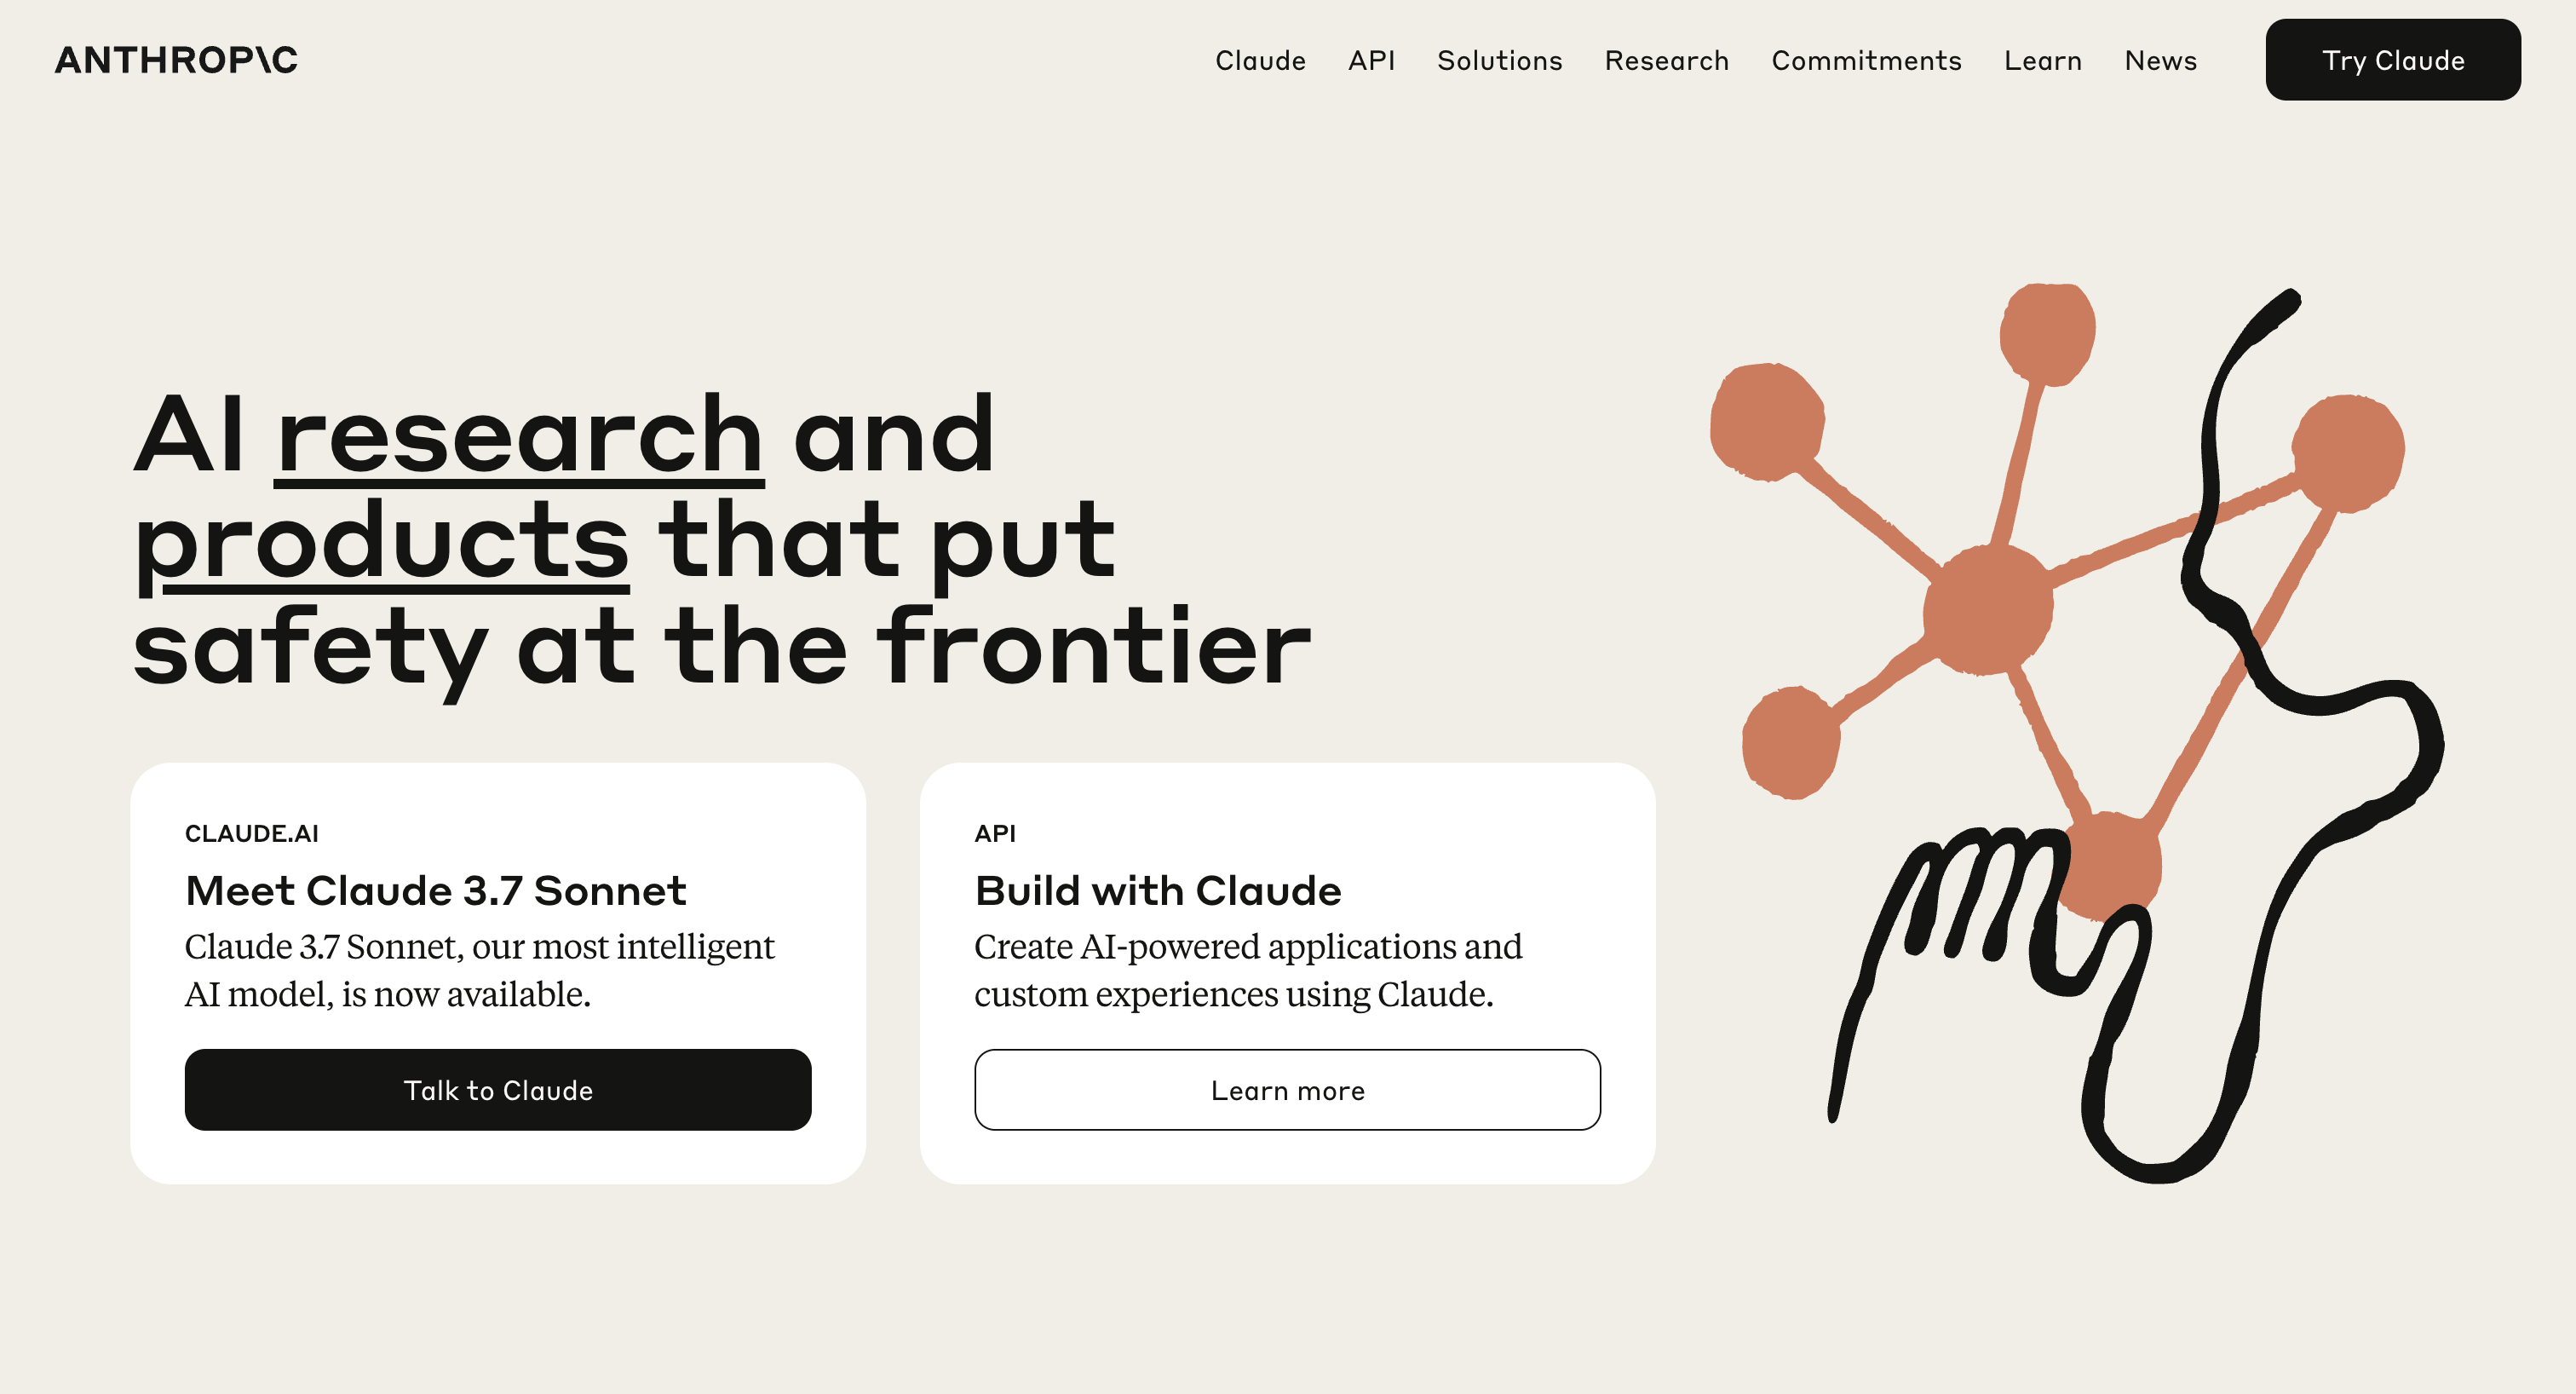 ANTHROP\C
Claude API Solutions Research Commitments Learn News Try Claude
AI research and
products that put
safety at the frontier
CLAUDE.AI
Meet Claude 3.7 Sonnet
Claude 3.7 Sonnet, our most intelligent
AI model, is now available.
Talk to Claude
API
Build with Claude
Create AI-powered applications and
custom experiences using Claude.
Learn more